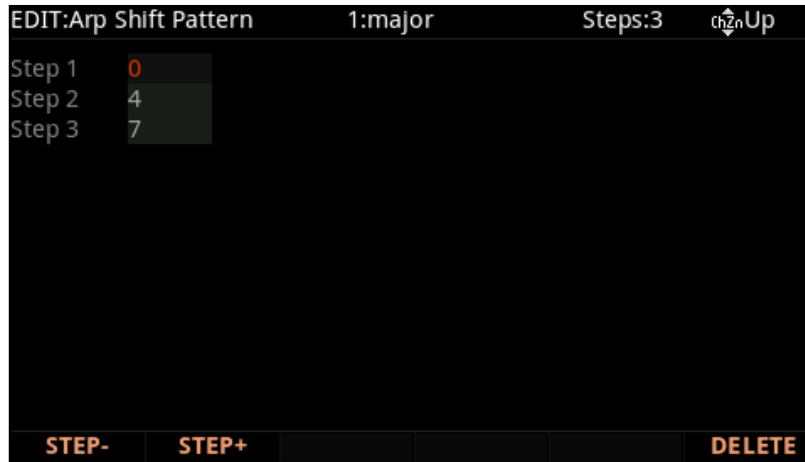 EDIT:Arp Shift Pattern 1:major Steps:3 ChZnUp
Step 1 0
Step 2 4
Step 3 7
STEP- STEP+ DELETE